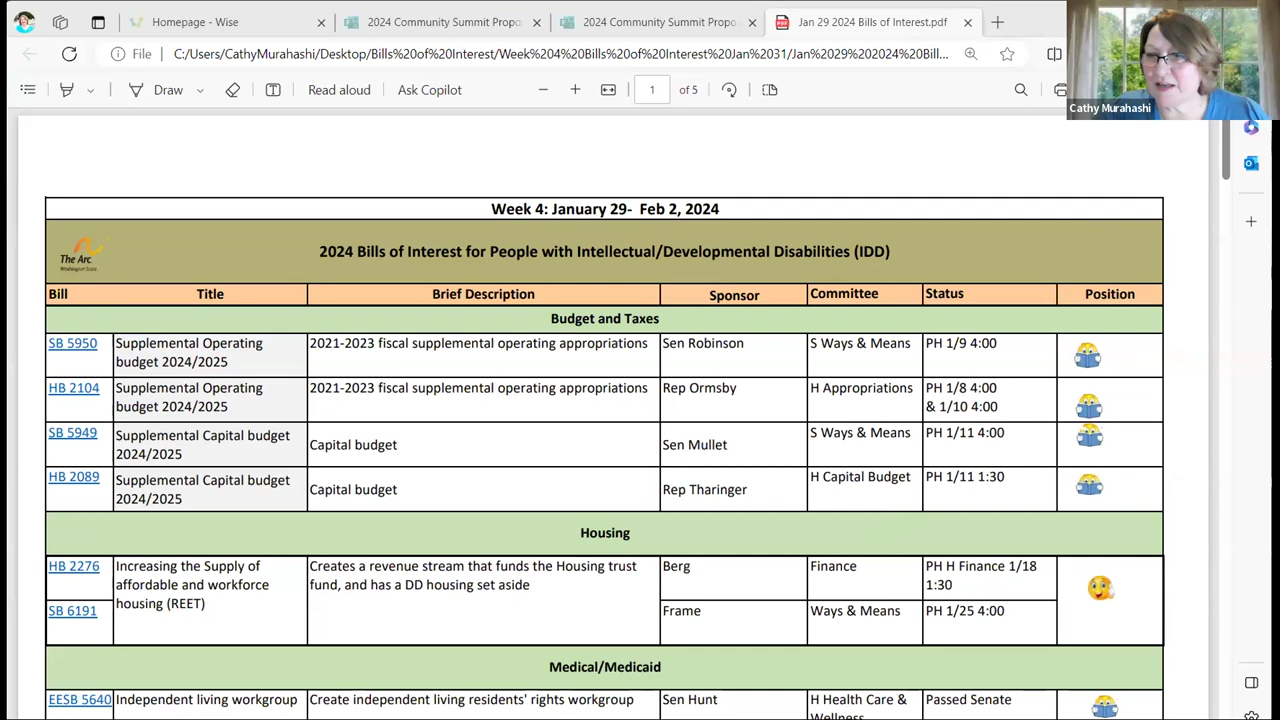 Homepage - Wise
2024 Community Summit Propo
2024 Community Summit Propo
Jan 29 2024 Bills of Interest.pdf
File
C:/Users/CathyMurahashi/Desktop/Bills%20of%20Interest/Week%204%20Bills%20of%20Interest%20Jan%2031/Jan%2029%202024%20Bill...
Draw
Read aloud
Ask Copilot
1
of 5
Cathy Murahashi
Week 4: January 29- Feb 2, 2024
The Arc.
Washington State
2024 Bills of Interest for People with Intellectual/Developmental Disabilities (IDD)
Bill Title Brief Description Sponsor Committee Status Position
Budget and Taxes
SB 5950 Supplemental Operating 2021-2023 fiscal supplemental operating appropriations Sen Robinson S Ways & Means PH 1/9 4:00
budget 2024/2025
HB 2104 Supplemental Operating 2021-2023 fiscal supplemental operating appropriations Rep Ormsby H Appropriations PH 1/8 4:00
budget 2024/2025 & 1/10 4:00
SB 5949 Supplemental Capital budget Capital budget Sen Mullet S Ways & Means PH 1/11 4:00
2024/2025
HB 2089 Supplemental Capital budget Capital budget Rep Tharinger H Capital Budget PH 1/11 1:30
2024/2025
Housing
HB 2276 Increasing the Supply of Creates a revenue stream that funds the Housing trust Berg Finance PH H Finance 1/18
affordable and workforce fund, and has a DD housing set aside 1:30
SB 6191 housing (REET) Frame Ways & Means PH 1/25 4:00
Medical/Medicaid
EESB 5640 Independent living workgroup Create independent living residents' rights workgroup Sen Hunt H Health Care & Passed Senate
Wellness